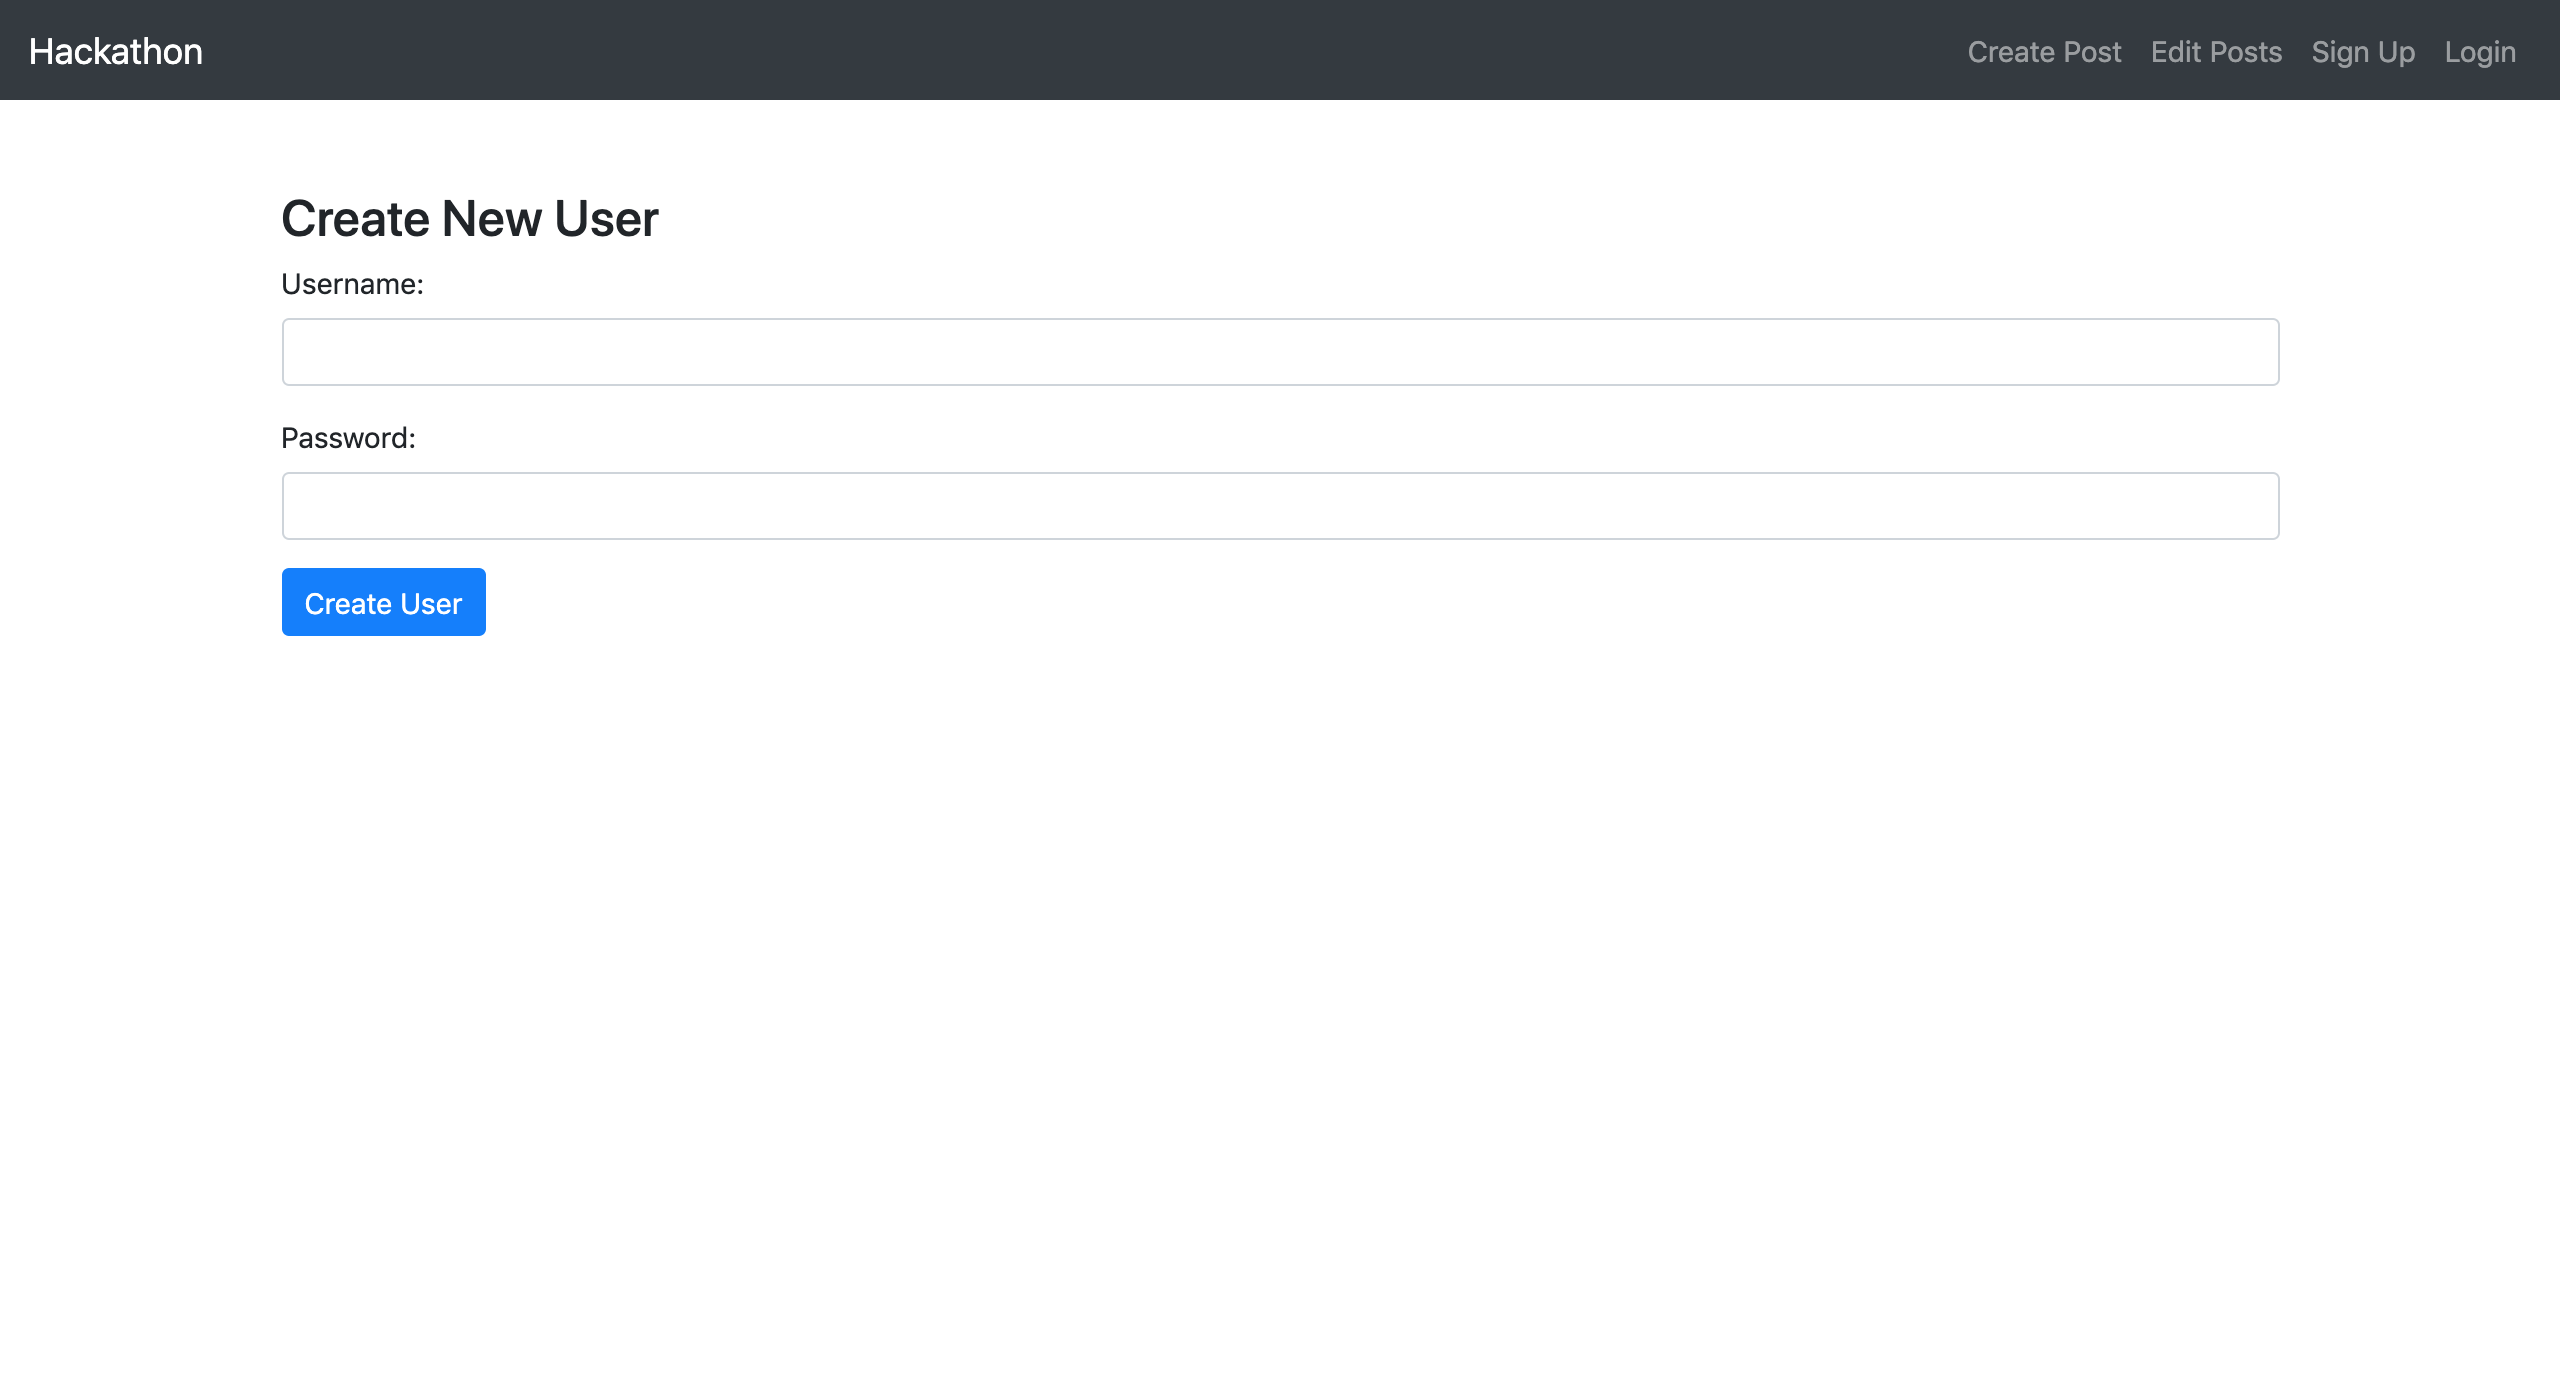 Hackathon
Create Post Edit Posts Sign Up Login
Create New User
Username:
Password:
Create User